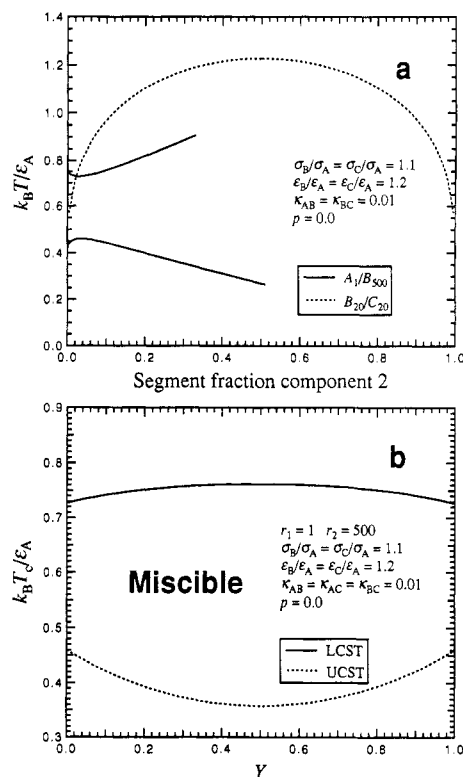 a
1.4
1.2
1.0
0.8
0.6
0.4
0.2
0.0
k_BT/ε_A
σ_B/σ_A = σ_C/σ_A = 1.1
ε_B/ε_A = ε_C/ε_A = 1.2
κ_AB = κ_BC = 0.01
p = 0.0
A_1/B_500
B_20/C_20
0.0 0.2 0.4 0.6 0.8 1.0
Segment fraction component 2
b
0.9
0.8
0.7
0.6
0.5
0.4
0.3
k_BT_c/ε_A
r_1 = 1 r_2 = 500
σ_B/σ_A = σ_C/σ_A = 1.1
ε_B/ε_A = ε_C/ε_A = 1.2
κ_AB = κ_AC = κ_BC = 0.01
p = 0.0
Miscible
LCST
UCST
0.0 0.2 0.4 0.6 0.8 1.0
Y